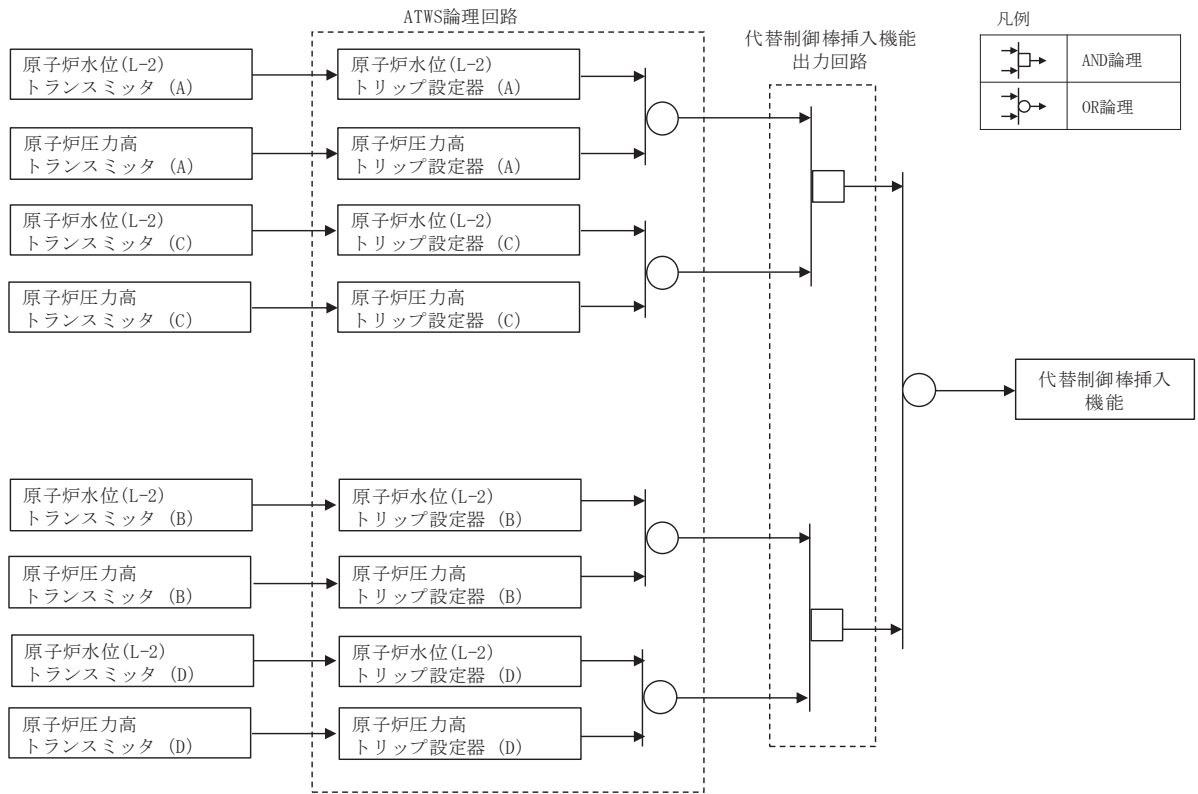 ATWS論理回路
代替制御棒挿入機能
出力回路
凡例
AND論理
OR論理
原子炉水位(L-2)
トランスミッタ (A)
原子炉水位(L-2)
トリップ設定器 (A)
原子炉圧力高
トランスミッタ (A)
原子炉圧力高
トリップ設定器 (A)
原子炉水位(L-2)
トランスミッタ (C)
原子炉水位(L-2)
トリップ設定器 (C)
原子炉圧力高
トランスミッタ (C)
原子炉圧力高
トリップ設定器 (C)
代替制御棒挿入
機能
原子炉水位(L-2)
トランスミッタ (B)
原子炉水位(L-2)
トリップ設定器 (B)
原子炉圧力高
トランスミッタ (B)
原子炉圧力高
トリップ設定器 (B)
原子炉水位(L-2)
トランスミッタ (D)
原子炉水位(L-2)
トリップ設定器 (D)
原子炉圧力高
トランスミッタ (D)
原子炉圧力高
トリップ設定器 (D)